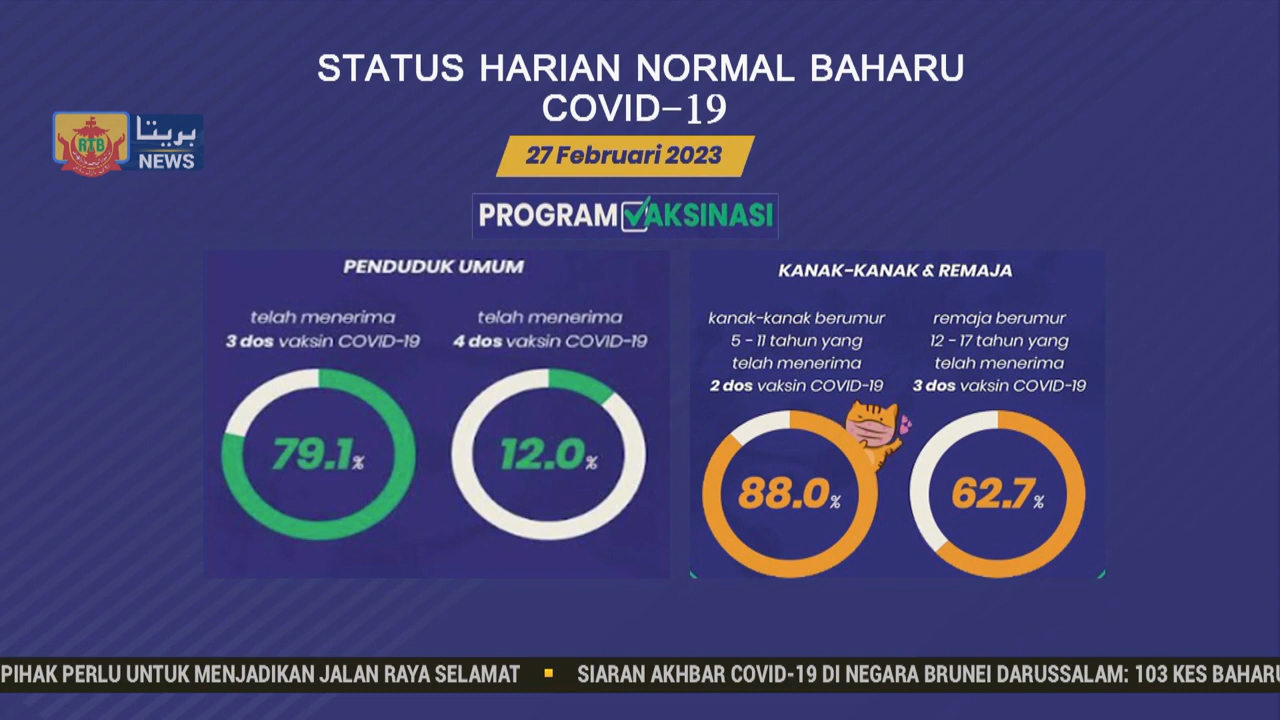 STATUS HARIAN NORMAL BAHARU
COVID-19
27 Februari 2023
RTB
بريتا
NEWS
PROGRAM VAKSINASI
PENDUDUK UMUM
telah menerima
3 dos vaksin COVID-19
79.1%
telah menerima
4 dos vaksin COVID-19
12.0%
KANAK-KANAK & REMAJA
kanak-kanak berumur
5 - 11 tahun yang
telah menerima
2 dos vaksin COVID-19
88.0%
remaja berumur
12 - 17 tahun yang
telah menerima
3 dos vaksin COVID-19
62.7%
PIHAK PERLU UNTUK MENJADIKAN JALAN RAYA SELAMAT ▪ SIARAN AKHBAR COVID-19 DI NEGARA BRUNEI DARUSSALAM: 103 KES BAHARU